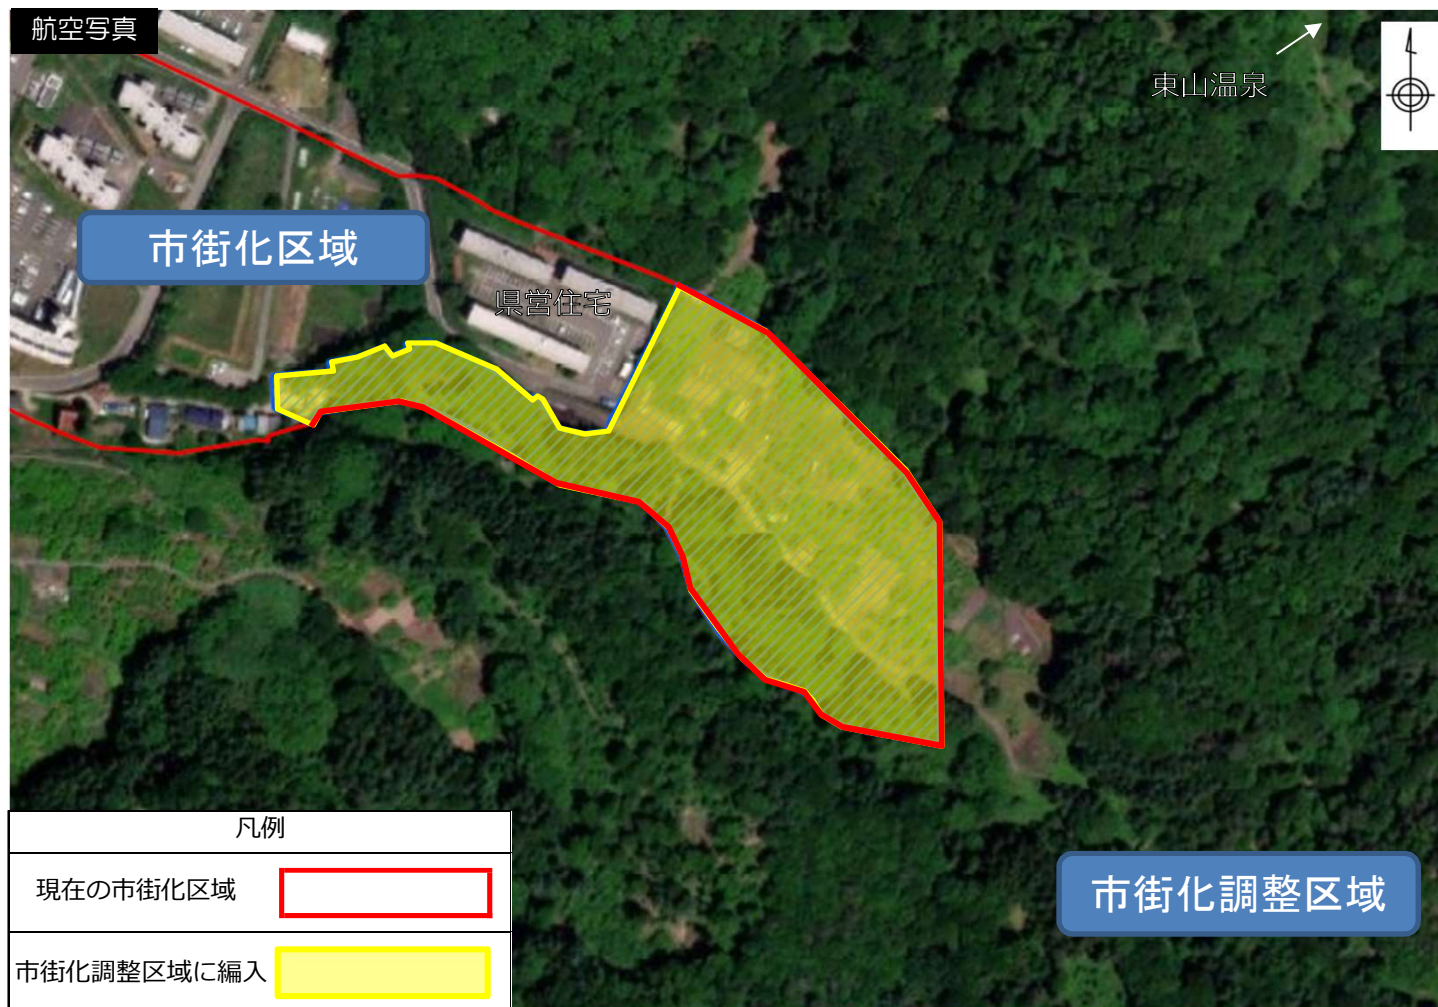 航空写真
東山温泉
市街化区域
県営住宅
凡例
現在の市街化区域
市街化調整区域に編入
市街化調整区域